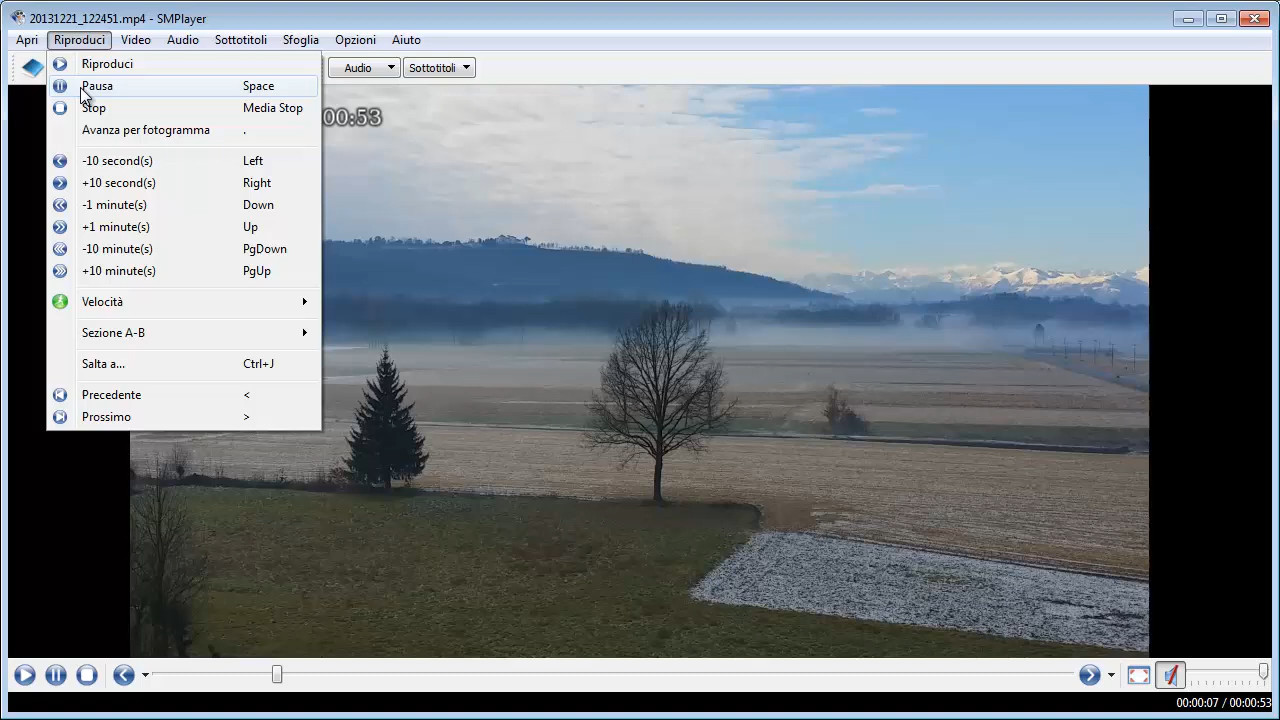 20131221_122451.mp4 - SMPlayer
Apri Riproduci Video Audio Sottotitoli Sfoglia Opzioni Aiuto
Audio Sottotitoli
Riproduci
Pausa Space
Stop Media Stop
Avanza per fotogramma .
-10 second(s) Left
+10 second(s) Right
-1 minute(s) Down
+1 minute(s) Up
-10 minute(s) PgDown
+10 minute(s) PgUp
Velocità
Sezione A-B
Salta a... Ctrl+J
Precedente <
Prossimo >
00:53
00:00:07 / 00:00:53